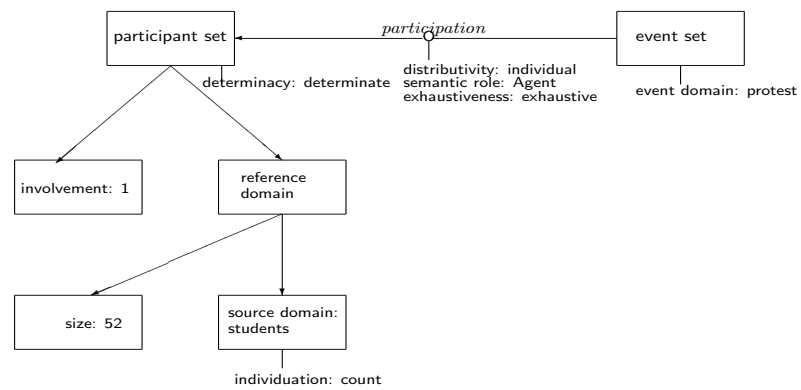 participation
participant set
event set
determinacy: determinate
distributivity: individual
semantic role: Agent
exhaustiveness: exhaustive
event domain: protest
involvement: 1
reference
domain
size: 52
source domain:
students
individuation: count